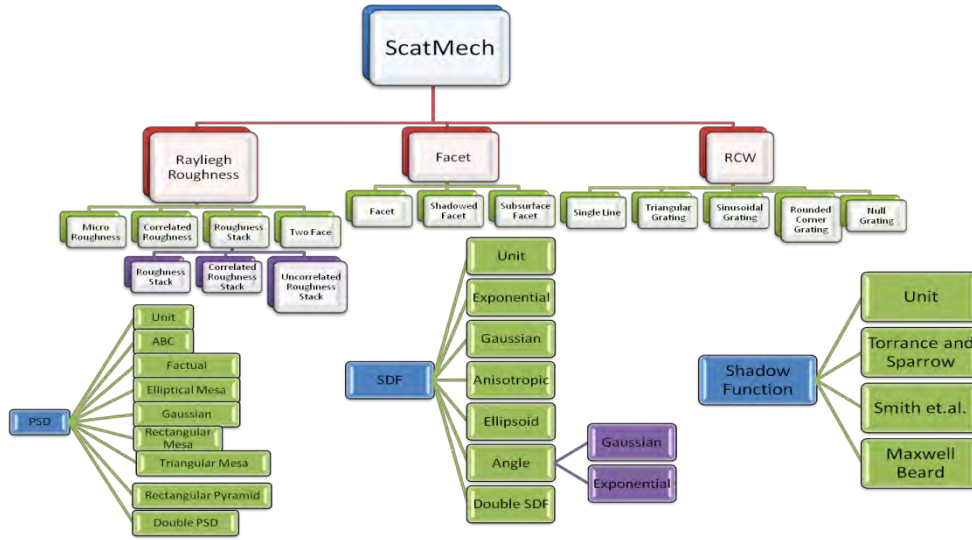 ScatMech
Rayliegh
Roughness
Facet
RCW
Micro
Roughness
Correlated
Roughness
Roughness
Stack
Two Face
Facet
Shadowed
Facet
Subsurface
Facet
Single Line
Triangular
Grating
Sinusoidal
Grating
Rounded
Corner
Grating
Null
Grating
Roughness
Stack
Correlated
Roughness
Stack
Uncorrelated
Roughness
Stack
PSD
Unit
ABC
Factual
Elliptical Mesa
Gaussian
Rectangular
Mesa
Triangular Mesa
Rectangular Pyramid
Double PSD
SDF
Unit
Exponential
Gaussian
Anisotropic
Ellipsoid
Angle
Double SDF
Gaussian
Exponential
Shadow
Function
Unit
Torrance and
Sparrow
Smith et.al.
Maxwell
Beard